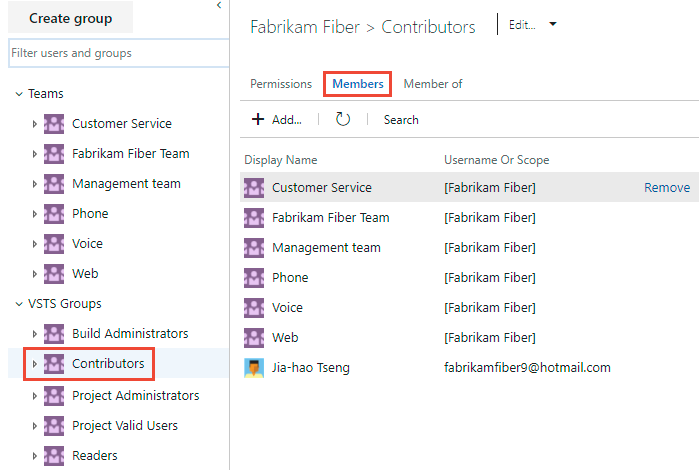 Create group
Filter users and groups
Teams
Customer Service
Fabrikam Fiber Team
Management team
Phone
Voice
Web
VSTS Groups
Build Administrators
Contributors
Project Administrators
Project Valid Users
Readers
Fabrikam Fiber > Contributors
Edit...
Permissions Members Member of
+ Add... Search
Display Name Username Or Scope
Customer Service [Fabrikam Fiber] Remove
Fabrikam Fiber Team [Fabrikam Fiber]
Management team [Fabrikam Fiber]
Phone [Fabrikam Fiber]
Voice [Fabrikam Fiber]
Web [Fabrikam Fiber]
Jia-hao Tseng fabrikamfiber9@hotmail.com